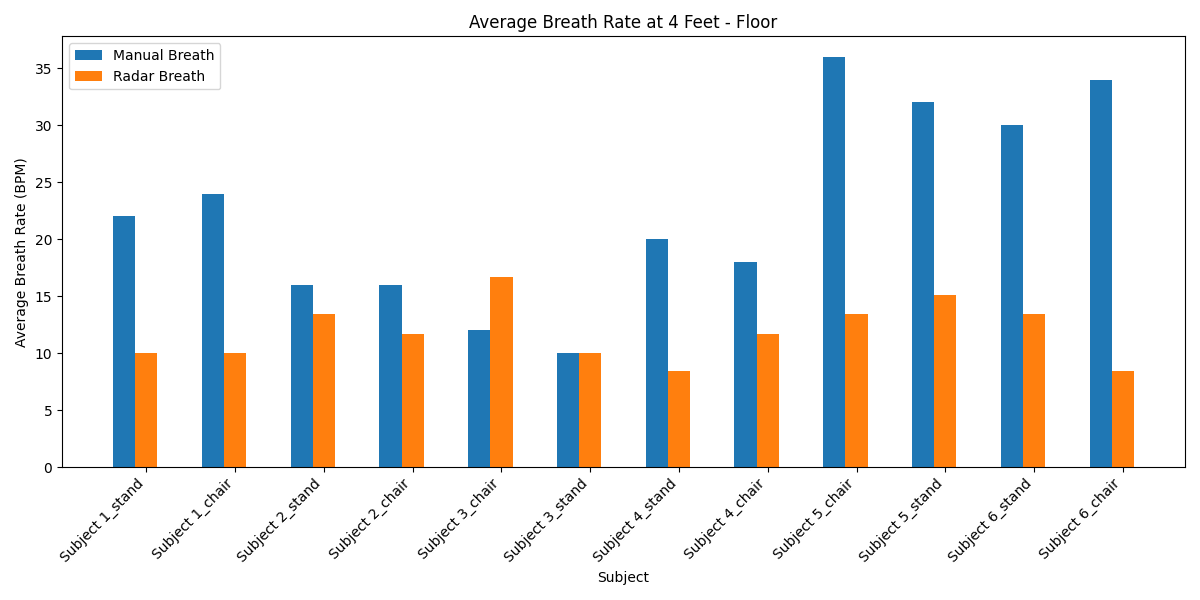 Average Breath Rate at 4 Feet - Floor
Manual Breath
Radar Breath
Average Breath Rate (BPM)
35
30
25
20
15
10
5
0
Subject 1_stand
Subject 1_chair
Subject 2_stand
Subject 2_chair
Subject 3_chair
Subject 3_stand
Subject 4_stand
Subject 4_chair
Subject 5_chair
Subject 5_stand
Subject 6_stand
Subject 6_chair
Subject